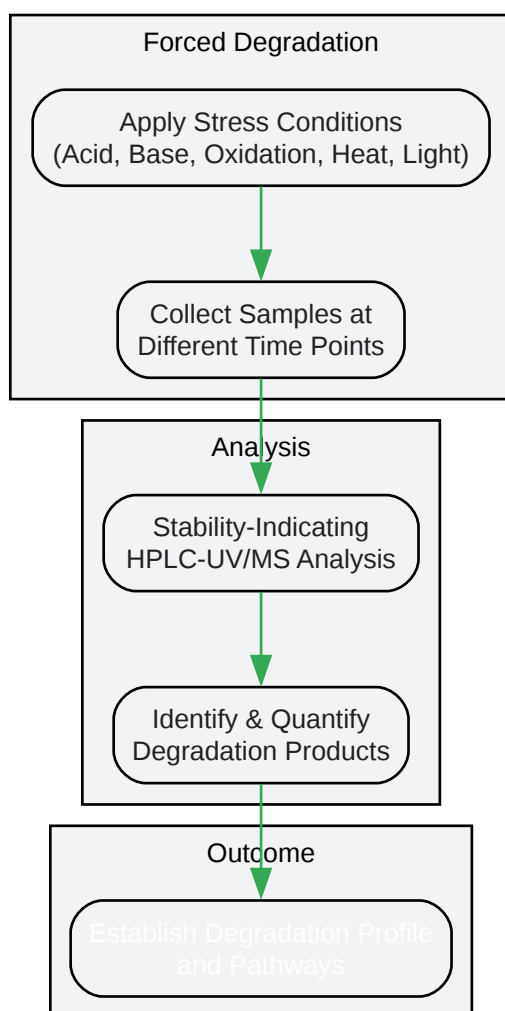 Forced Degradation
Apply Stress Conditions
(Acid, Base, Oxidation, Heat, Light)
Collect Samples at
Different Time Points
Analysis
Stability-Indicating
HPLC-UV/MS Analysis
Identify & Quantify
Degradation Products
Outcome
Establish Degradation Profile
and Pathways